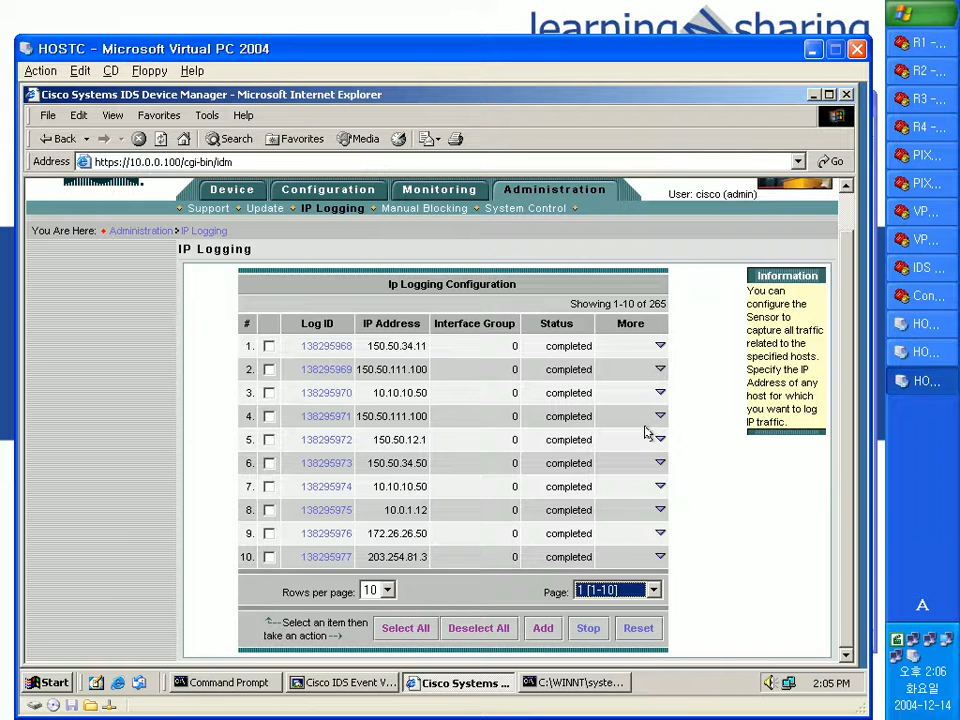 learning sharing
HOSTC - Microsoft Virtual PC 2004
Action Edit CD Floppy Help
Cisco Systems IDS Device Manager - Microsoft Internet Explorer
File Edit View Favorites Tools Help
Back Search Favorites Media
Address https://10.0.0.100/cgi-bin/idm Go
Device Configuration Monitoring Administration User: cisco (admin)
Support Update IP Logging Manual Blocking System Control
You Are Here: Administration > IP Logging
IP Logging
Ip Logging Configuration
Showing 1-10 of 265
# Log ID IP Address Interface Group Status More
1. 138295968 150.50.34.11 0 completed
2. 138295969 150.50.111.100 0 completed
3. 138295970 10.10.10.50 0 completed
4. 138295971 150.50.111.100 0 completed
5. 138295972 150.50.12.1 0 completed
6. 138295973 150.50.34.50 0 completed
7. 138295974 10.10.10.50 0 completed
8. 138295975 10.0.1.12 0 completed
9. 138295976 172.26.26.50 0 completed
10. 138295977 203.254.81.3 0 completed
Rows per page: 10 Page: 1 [1-10]
Select an item then
take an action
Select All Deselect All Add Stop Reset
Information
You can
configure the
Sensor to
capture all traffic
related to the
specified hosts.
Specify the IP
Address of any
host for which
you want to log
IP traffic.
Start Command Prompt Cisco IDS Event V... Cisco Systems ... C:\WINNT\syste... 2:05 PM
R1 -...
R2 -...
R3 -...
R4 -...
PIX...
PIX...
VP...
VP...
IDS ...
Con...
HO...
HO...
HO...
A
오후 2:06
화요일
2004-12-14